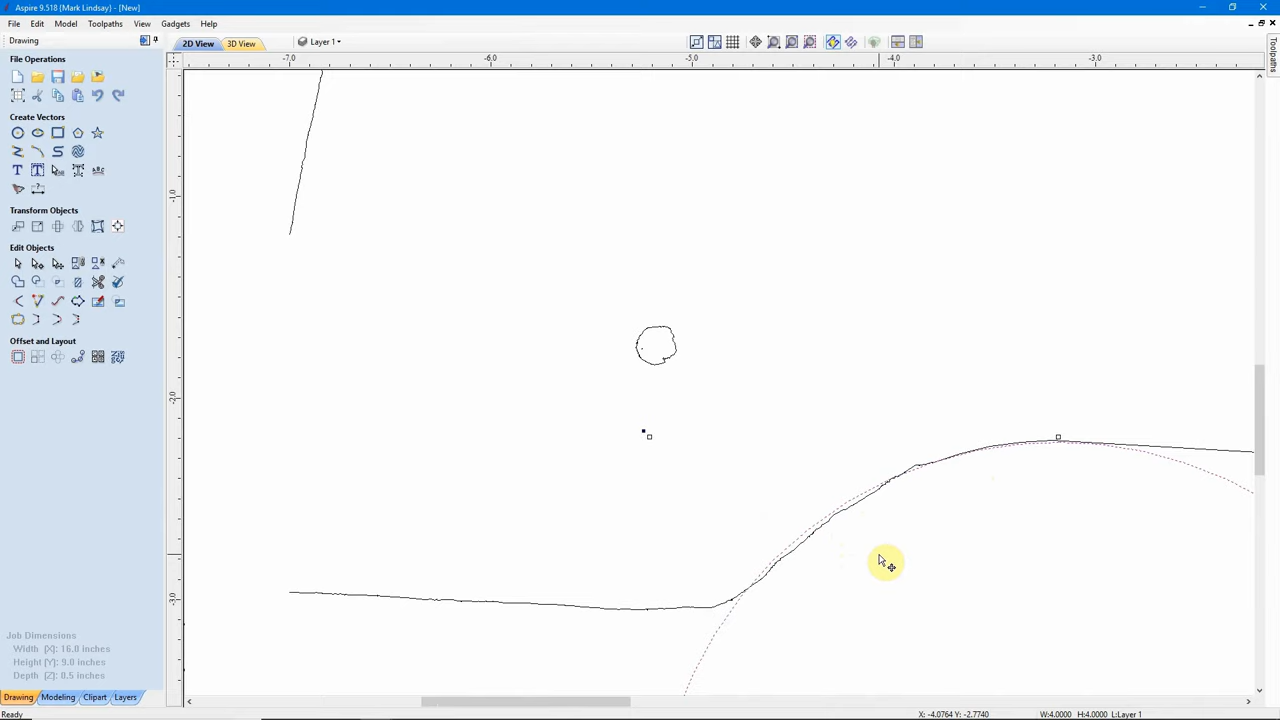 Aspire 9.518 [Mark Lindsay] - [New]
File Edit Model Toolpaths View Gadgets Help
Drawing
2D View 3D View Layer 1
File Operations
Create Vectors
Transform Objects
Edit Objects
Offset and Layout
Toolpaths
-7.0 -6.0 -5.0 -4.0 -3.0
-1.0
-2.0
-3.0
Job Dimensions
Width [X]: 16.0 inches
Height [Y]: 9.0 inches
Depth [Z]: 8.5 inches
Drawing Modeling Clipart Layers
Ready X: -4.0764 Y: -2.7740 W:4.0000 H:4.0000 L:Layer 1